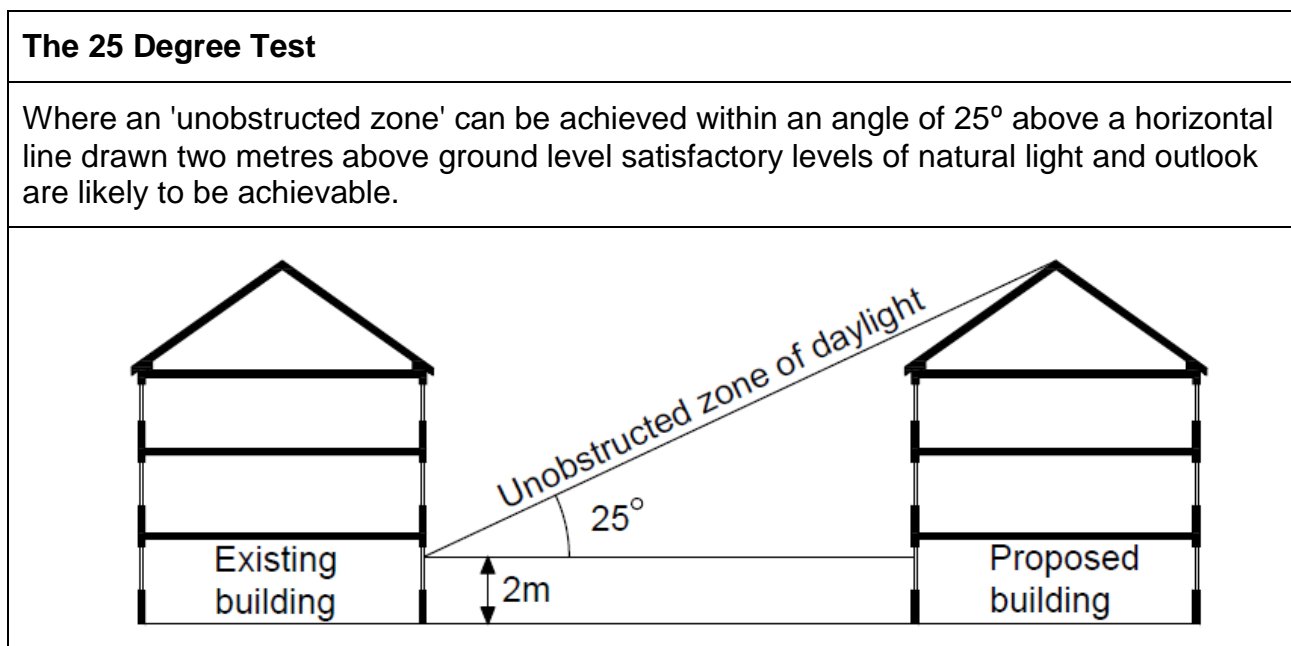 The 25 Degree Test
Where an 'unobstructed zone' can be achieved within an angle of 25º above a horizontal
line drawn two metres above ground level satisfactory levels of natural light and outlook
are likely to be achievable.
Unobstructed zone of daylight
25°
Existing
building
2m
Proposed
building